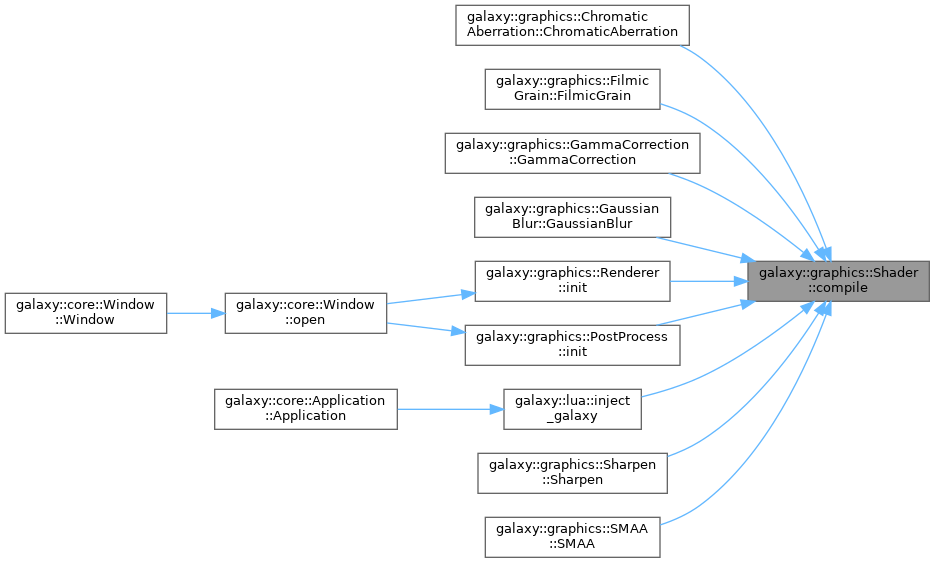 galaxy::graphics::Chromatic
Aberration::ChromaticAberration
galaxy::graphics::Filmic
Grain::FilmicGrain
galaxy::graphics::GammaCorrection
::GammaCorrection
galaxy::graphics::Gaussian
Blur::GaussianBlur
galaxy::graphics::Shader
::compile
galaxy::graphics::Renderer
::init
galaxy::core::Window
::Window
galaxy::core::Window
::open
galaxy::graphics::PostProcess
::init
galaxy::core::Application
::Application
galaxy::lua::inject
_galaxy
galaxy::graphics::Sharpen
::Sharpen
galaxy::graphics::SMAA
::SMAA